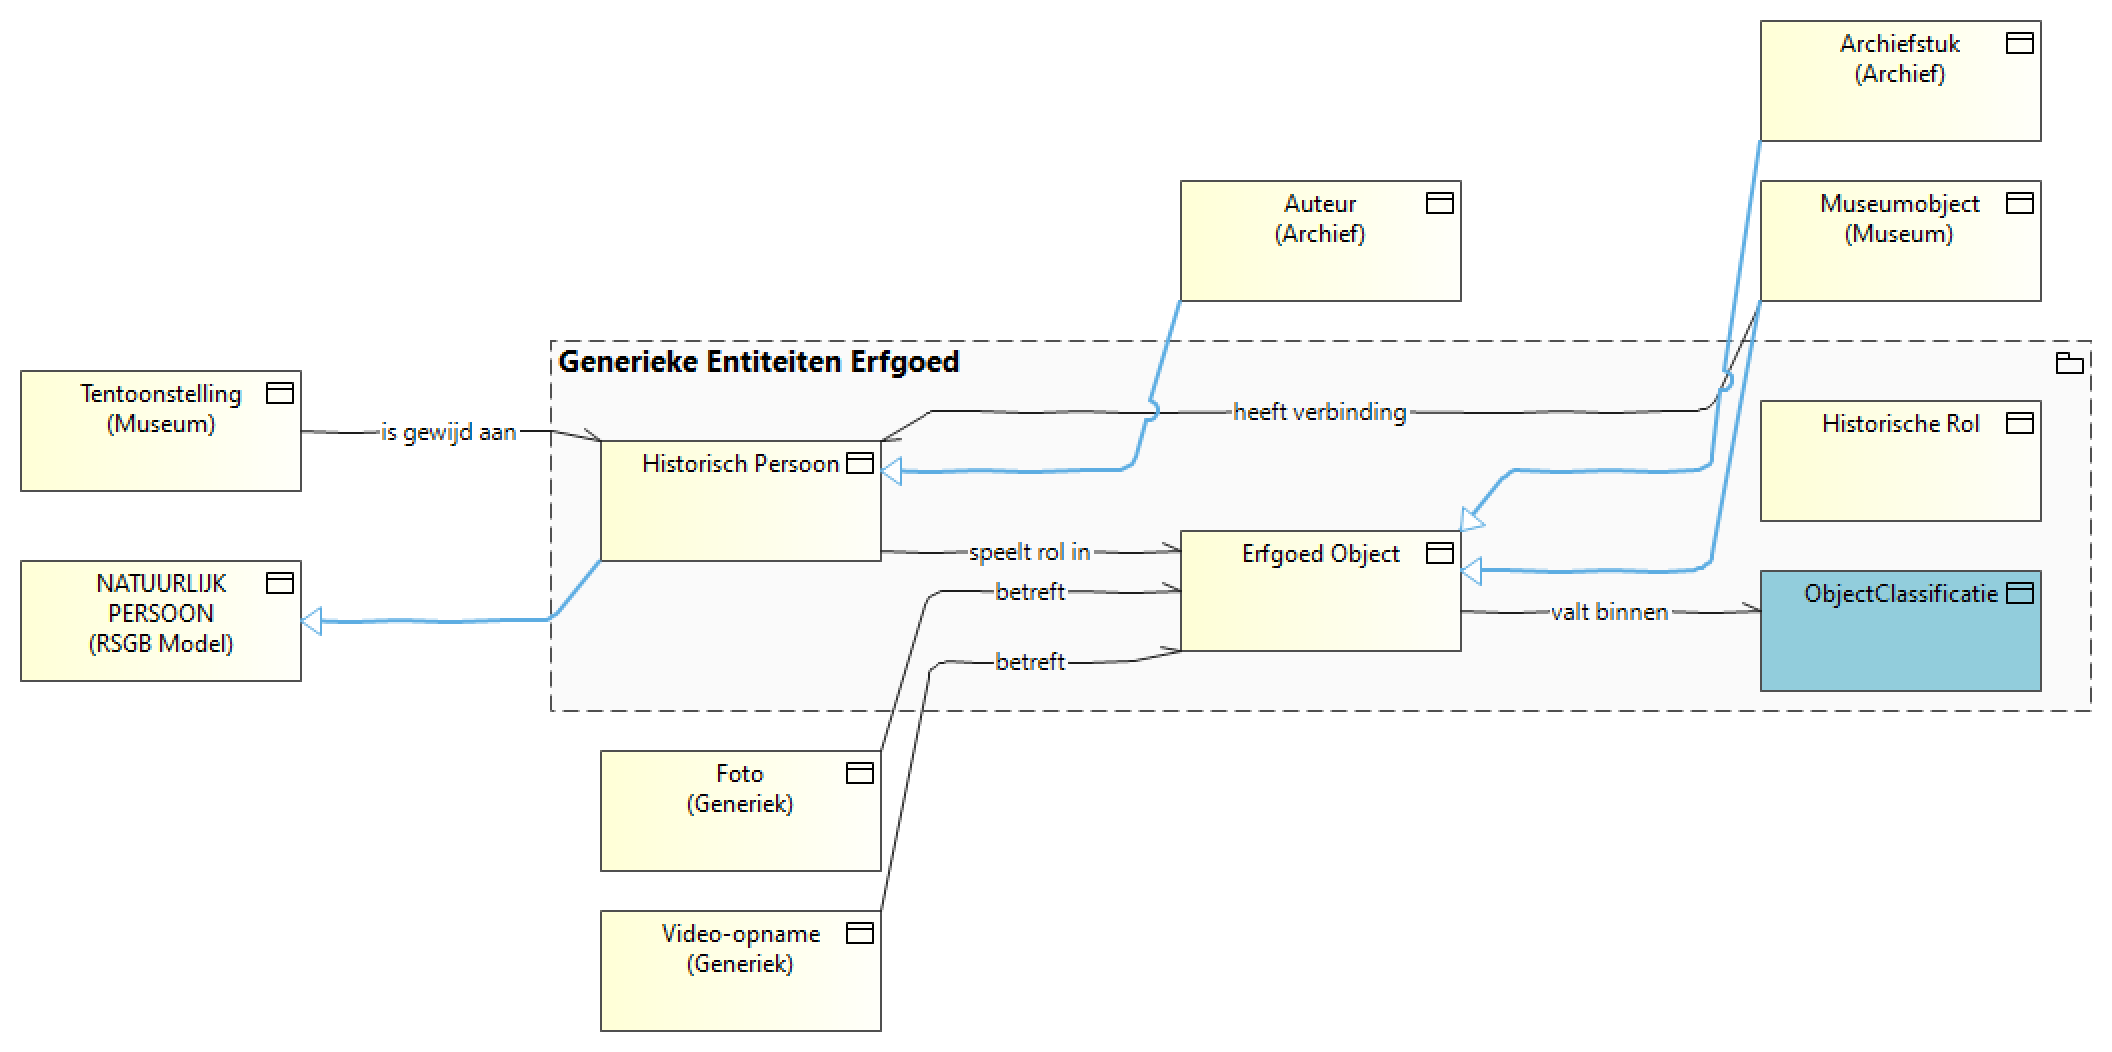 Archiefstuk
(Archief)
Auteur
(Archief)
Museumobject
(Museum)
Generieke Entiteiten Erfgoed
Tentoonstelling
(Museum)
is gewijd aan
heeft verbinding
Historische Rol
Historisch Persoon
speelt rol in
Erfgoed Object
NATUURLIJK
PERSOON
(RSGB Model)
betreft
valt binnen
ObjectClassificatie
betreft
Foto
(Generiek)
Video-opname
(Generiek)